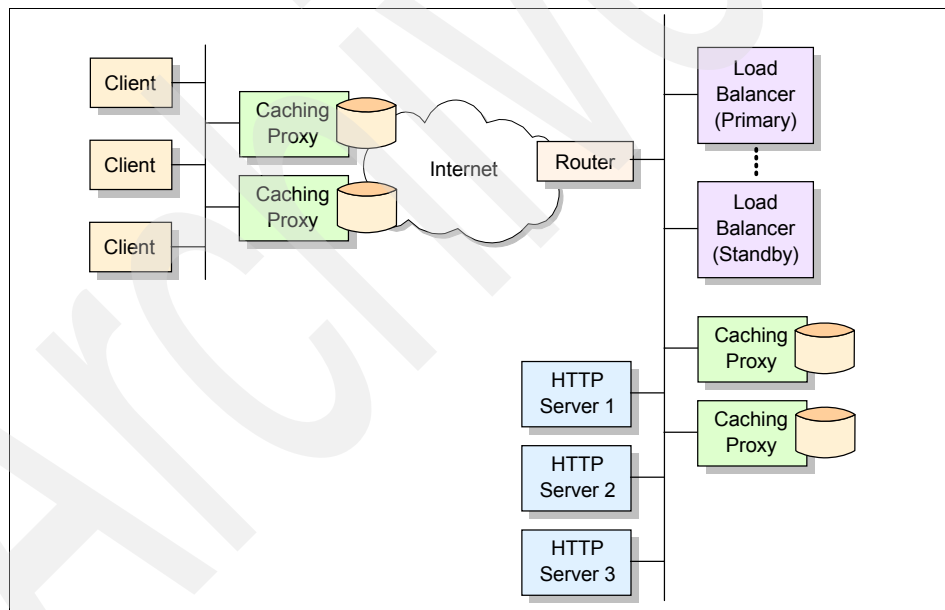 Client
Client
Client
Caching
Proxy
Caching
Proxy
Internet
Router
Load
Balancer
(Primary)
Load
Balancer
(Standby)
Caching
Proxy
Caching
Proxy
HTTP
Server 1
HTTP
Server 2
HTTP
Server 3